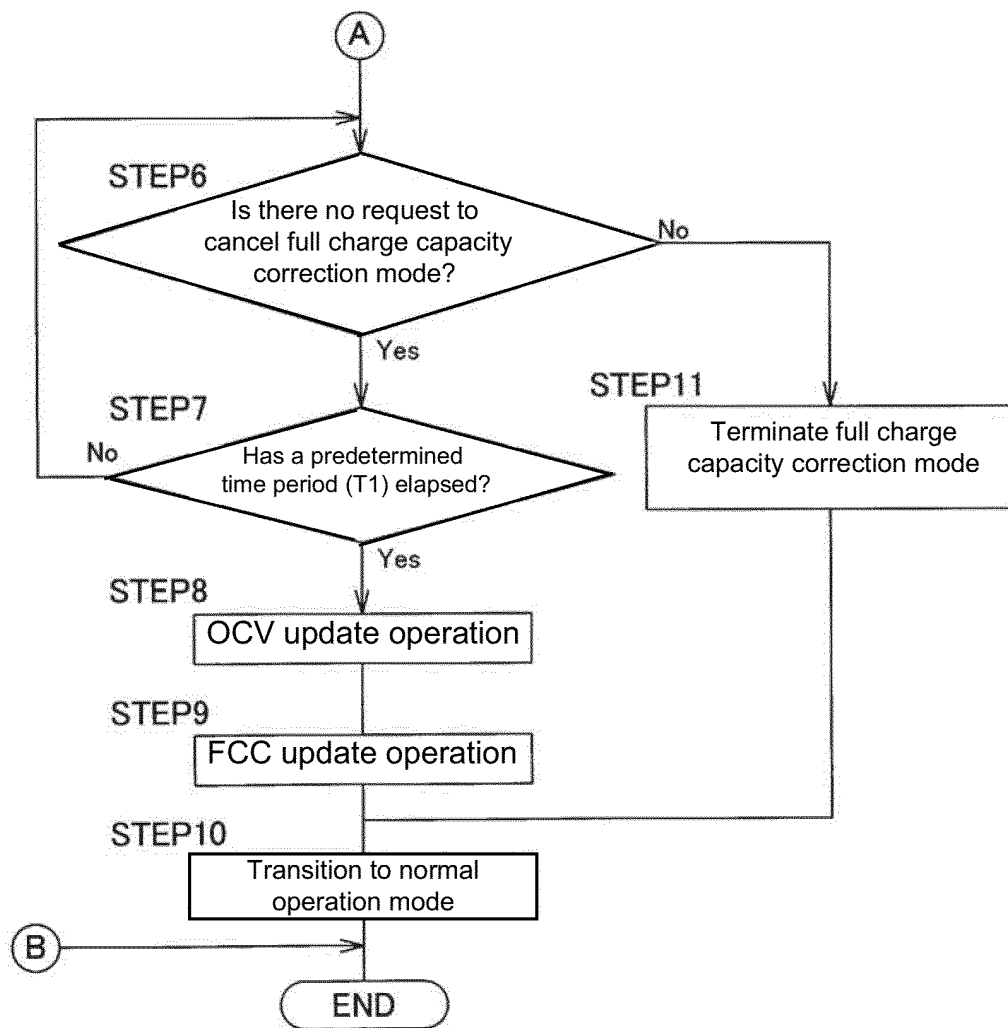 A
STEP6
Is there no request to
cancel full charge capacity
correction mode?
No
Yes
STEP7
No
Has a predetermined
time period (T1) elapsed?
Yes
STEP11
Terminate full charge
capacity correction mode
STEP8
OCV update operation
STEP9
FCC update operation
STEP10
Transition to normal
operation mode
B
END